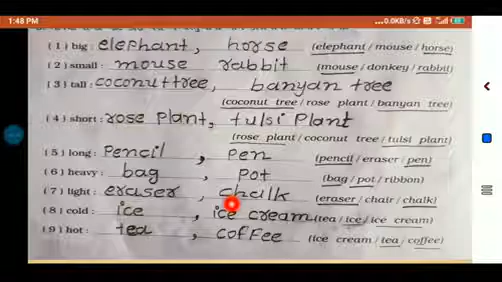 1:48 PM ...0.0KB/s
(1) big: elephant, horse (elephant / mouse / horse)
(2) small: mouse rabbit (mouse / donkey / rabbit)
(3) tall: coconut tree, banyan tree
(coconut tree / rose plant / banyan tree)
(4) short: rose Plant, tulsi Plant
(rose plant / coconut tree / tulsi plant)
(5) long: Pencil, pen (pencil / eraser / pen)
(6) heavy: bag, pot (bag / pot / ribbon)
(7) light: eraser, chalk (eraser / chair / chalk)
(8) cold: ice, ice cream (tea / ice / ice cream)
(9) hot: tea, coffee (ice cream / tea / coffee)